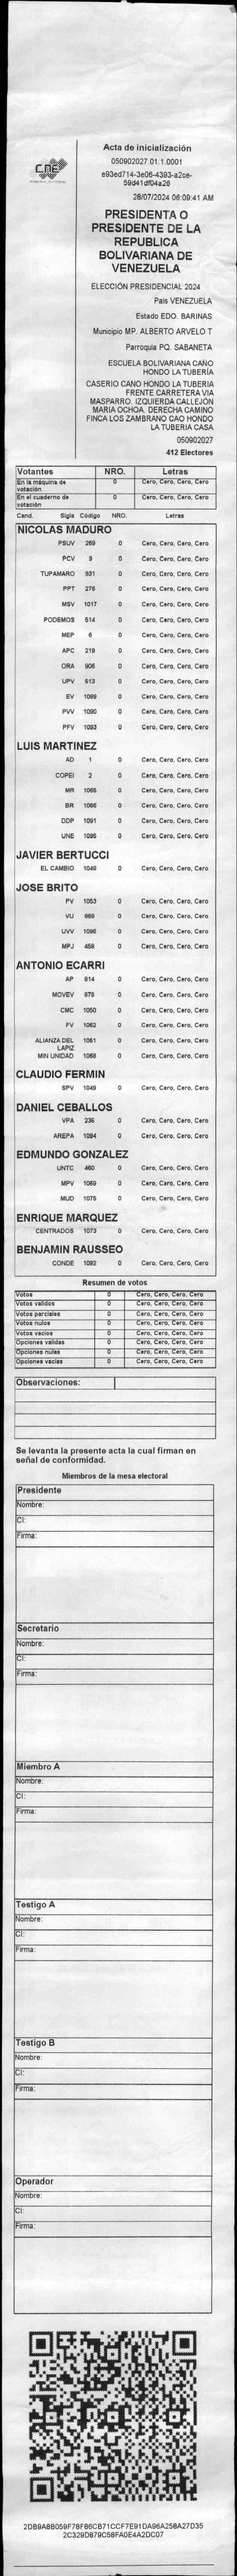 CNE
Acta de inicialización
050902027.01.1.0001
e93ed714-3e06-4393-a2ce-
59d41df04a26
28/07/2024 06:09:41 AM
PRESIDENTA O
PRESIDENTE DE LA
REPUBLICA
BOLIVARIANA DE
VENEZUELA
ELECCIÓN PRESIDENCIAL 2024
Pais VENEZUELA
Estado EDO. BARINAS
Municipio MP. ALBERTO ARVELO T
Parroquia PQ. SABANETA
ESCUELA BOLIVARIANA CAÑO
HONDO LA TUBERÍA
CASERIO CANO HONDO LA TUBERIA
FRENTE CARRETERA VIA
MASPARRO. IZQUIERDA CALLEJÓN
MARIA OCHOA. DERECHA CAMINO
FINCA LOS ZAMBRANO CAO HONDO
LA TUBERIA CASA
050902027
412 Electores
Votantes NRO. Letras
En la máquina de votación 0 Cero, Cero, Cero, Cero
En el cuaderno de votación 0 Cero, Cero, Cero, Cero
Cand. Sigla Código NRO. Letras
NICOLAS MADURO
PSUV 269 0 Cero, Cero, Cero, Cero
PCV 5 0 Cero, Cero, Cero, Cero
TUPAMARO 931 0 Cero, Cero, Cero, Cero
PPT 276 0 Cero, Cero, Cero, Cero
MSV 1017 0 Cero, Cero, Cero, Cero
PODEMOS 514 0 Cero, Cero, Cero, Cero
MEP 6 0 Cero, Cero, Cero, Cero
APC 219 0 Cero, Cero, Cero, Cero
ORA 906 0 Cero, Cero, Cero, Cero
UPV 513 0 Cero, Cero, Cero, Cero
EV 1089 0 Cero, Cero, Cero, Cero
PVV 1090 0 Cero, Cero, Cero, Cero
PFV 1093 0 Cero, Cero, Cero, Cero
LUIS MARTINEZ
AD 1 0 Cero, Cero, Cero, Cero
COPEI 2 0 Cero, Cero, Cero, Cero
MR 1065 0 Cero, Cero, Cero, Cero
BR 1066 0 Cero, Cero, Cero, Cero
DDP 1091 0 Cero, Cero, Cero, Cero
UNE 1095 0 Cero, Cero, Cero, Cero
JAVIER BERTUCCI
EL CAMBIO 1048 0 Cero, Cero, Cero, Cero
JOSE BRITO
PV 1053 0 Cero, Cero, Cero, Cero
VU 869 0 Cero, Cero, Cero, Cero
UVV 1096 0 Cero, Cero, Cero, Cero
MPJ 458 0 Cero, Cero, Cero, Cero
ANTONIO ECARRI
AP 814 0 Cero, Cero, Cero, Cero
MOVEV 878 0 Cero, Cero, Cero, Cero
CMC 1050 0 Cero, Cero, Cero, Cero
FV 1062 0 Cero, Cero, Cero, Cero
ALIANZA DEL LAPIZ 1051 0 Cero, Cero, Cero, Cero
MIN UNIDAD 1068 0 Cero, Cero, Cero, Cero
CLAUDIO FERMIN
SPV 1049 0 Cero, Cero, Cero, Cero
DANIEL CEBALLOS
VPA 236 0 Cero, Cero, Cero, Cero
AREPA 1094 0 Cero, Cero, Cero, Cero
EDMUNDO GONZALEZ
UNTC 460 0 Cero, Cero, Cero, Cero
MPV 1069 0 Cero, Cero, Cero, Cero
MUD 1075 0 Cero, Cero, Cero, Cero
ENRIQUE MARQUEZ
CENTRADOS 1073 0 Cero, Cero, Cero, Cero
BENJAMIN RAUSSEO
CONDE 1092 0 Cero, Cero, Cero, Cero
Resumen de votos
Votos 0 Cero, Cero, Cero, Cero
Votos validos 0 Cero, Cero, Cero, Cero
Votos parciales 0 Cero, Cero, Cero, Cero
Votos nulos 0 Cero, Cero, Cero, Cero
Votos vacios 0 Cero, Cero, Cero, Cero
Opciones validas 0 Cero, Cero, Cero, Cero
Opciones nulas 0 Cero, Cero, Cero, Cero
Opciones vacias 0 Cero, Cero, Cero, Cero
Observaciones:
Se levanta la presente acta la cual firman en
señal de conformidad.
Miembros de la mesa electoral
Presidente
Nombre:
CI:
Firma:
Secretario
Nombre:
CI:
Firma:
Miembro A
Nombre:
CI:
Firma:
Testigo A
Nombre:
CI:
Firma:
Testigo B
Nombre:
CI:
Firma:
Operador
Nombre:
CI:
Firma:
2DB9A6B059F78FB6CB71CCF7E91DA96A258A27D35
2C329D879C58FA0E4A2DC07